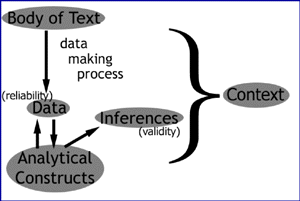 Body of Text
data
making
process
(reliability)
Data
Inferences
(validity)
Context
Analytical
Constructs